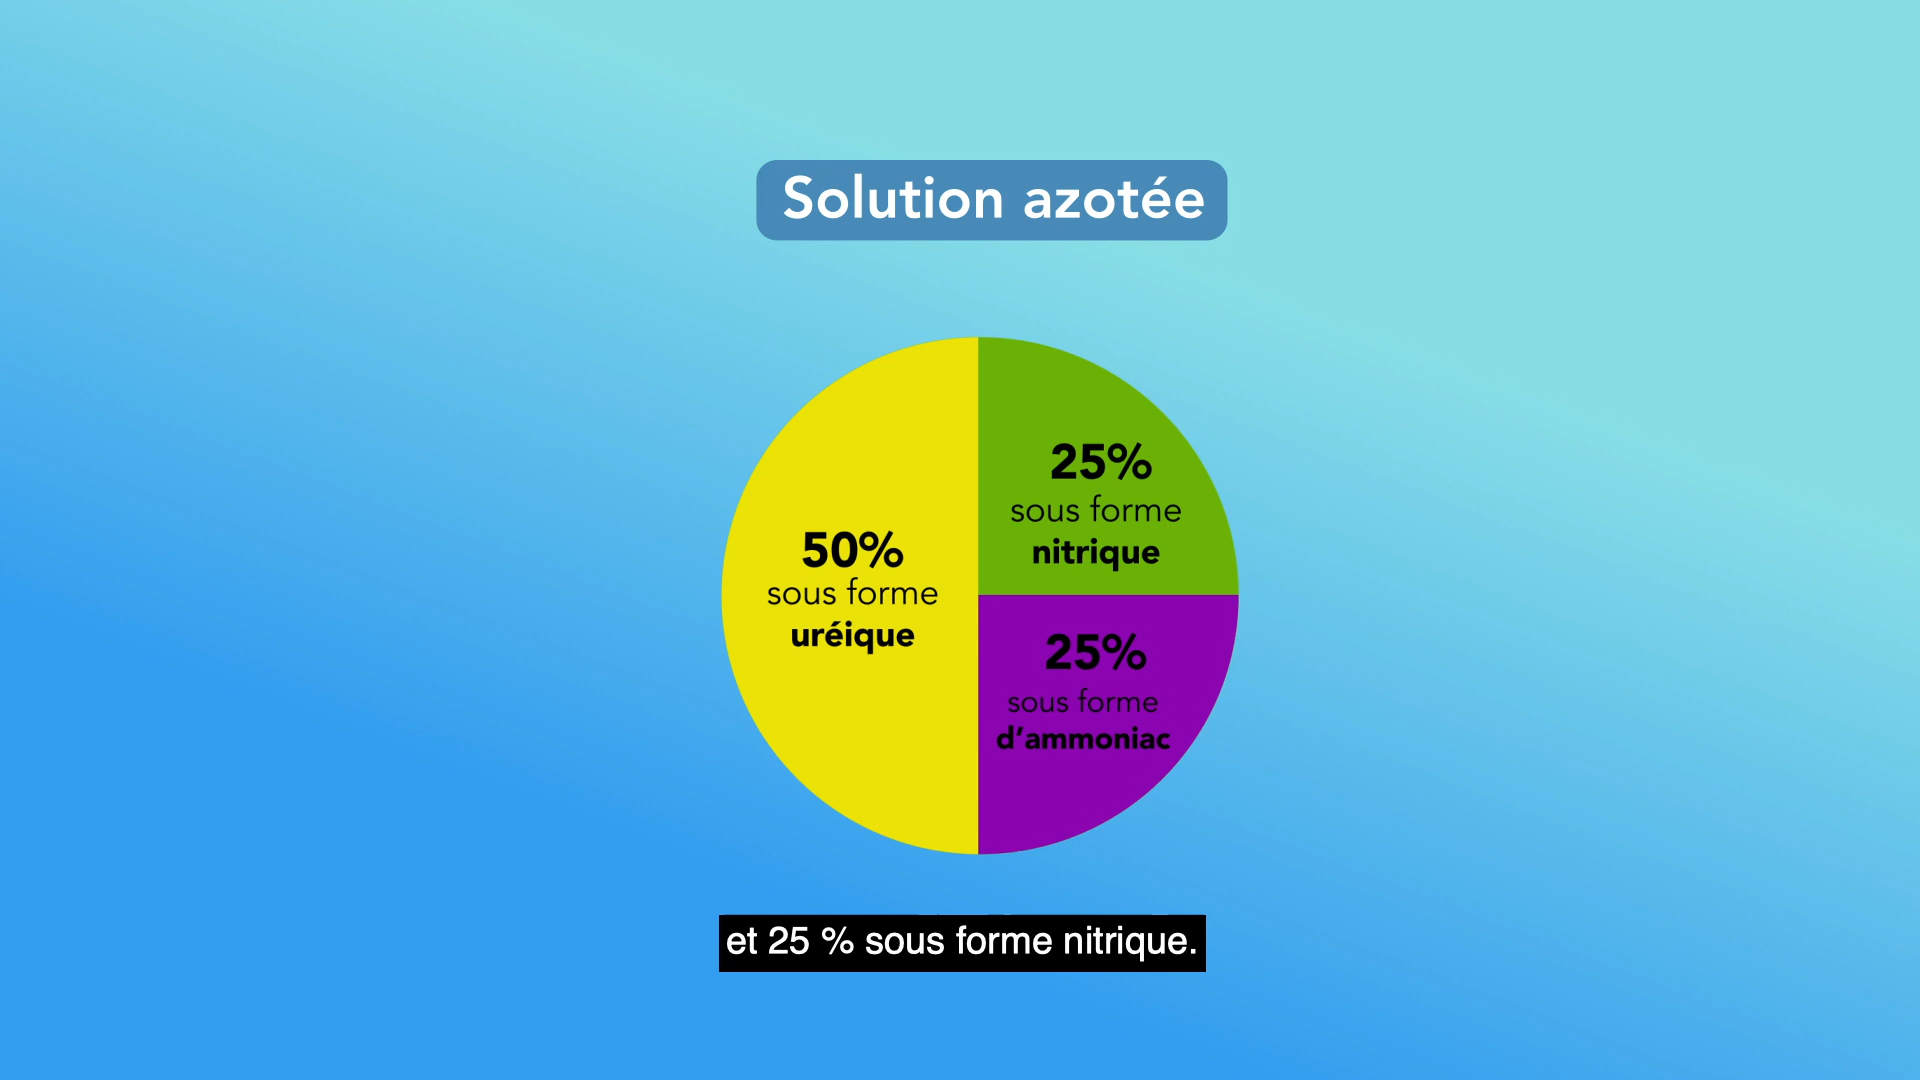 Solution azotée
50%
sous forme
uréique
25%
sous forme
nitrique
25%
sous forme
d’ammoniac
et 25 % sous forme nitrique.